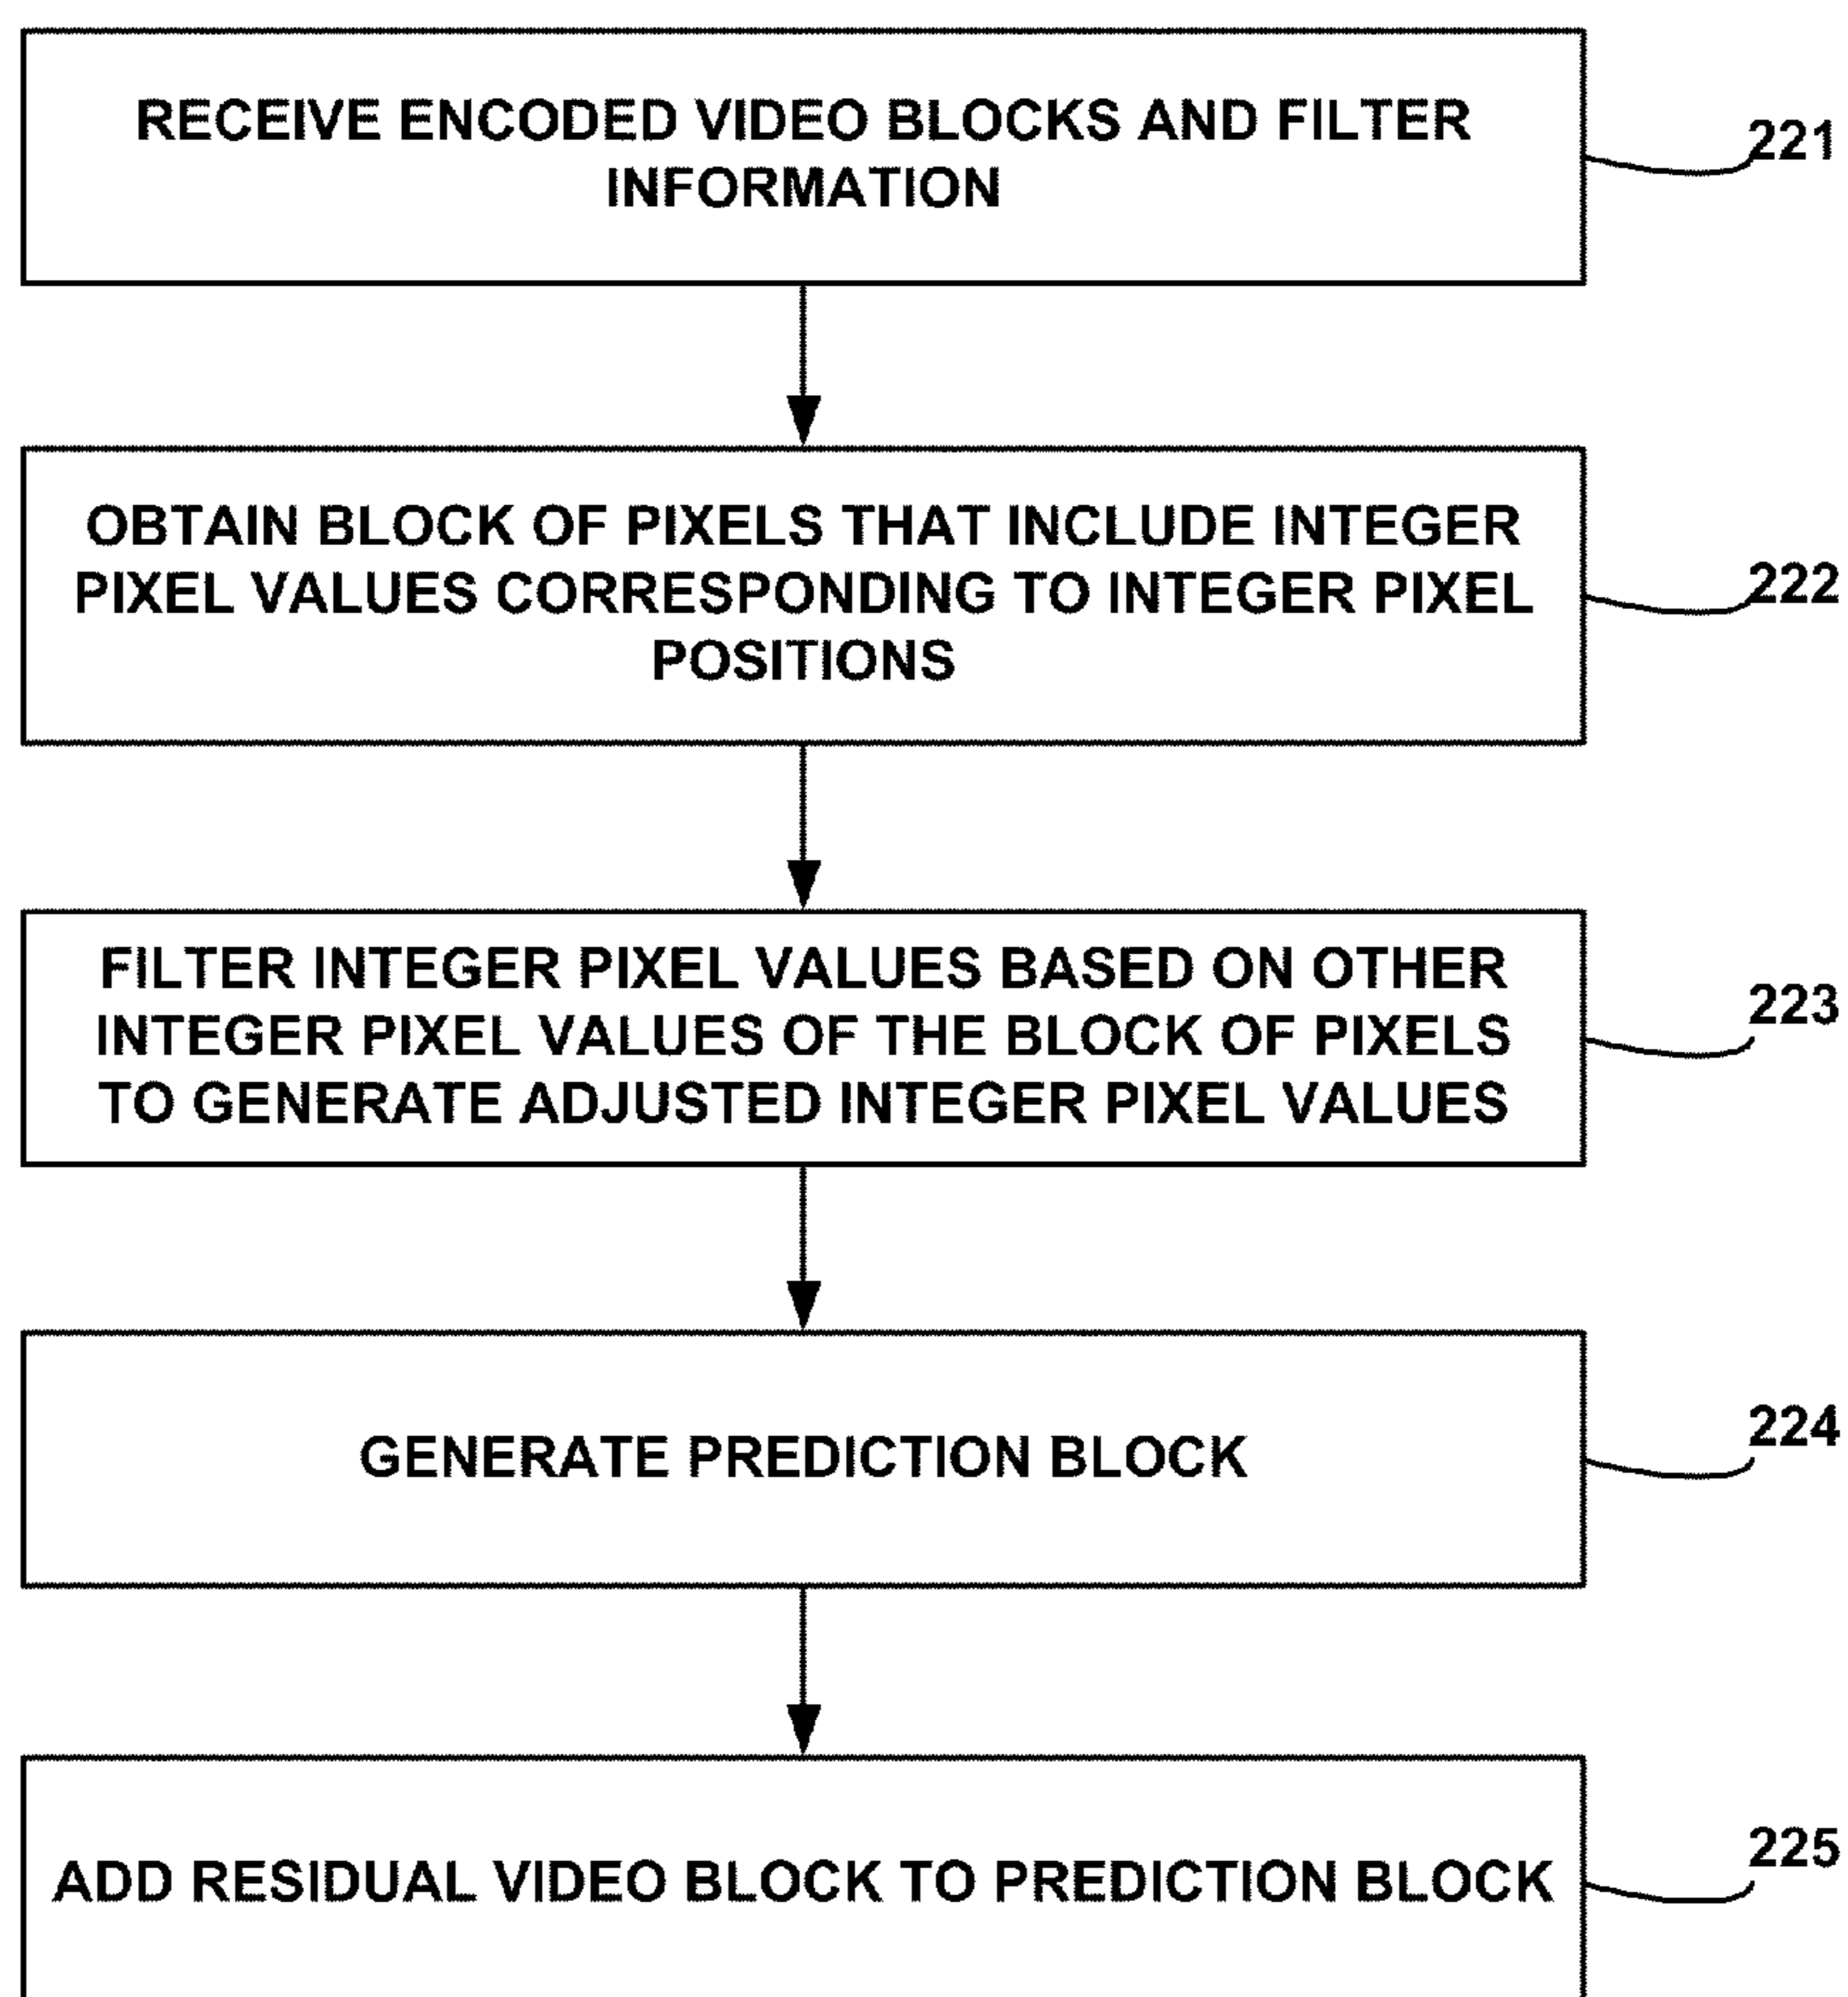 RECEIVE ENCODED VIDEO BLOCKS AND FILTER
INFORMATION
221
OBTAIN BLOCK OF PIXELS THAT INCLUDE INTEGER
PIXEL VALUES CORRESPONDING TO INTEGER PIXEL
POSITIONS
222
FILTER INTEGER PIXEL VALUES BASED ON OTHER
INTEGER PIXEL VALUES OF THE BLOCK OF PIXELS
TO GENERATE ADJUSTED INTEGER PIXEL VALUES
223
GENERATE PREDICTION BLOCK
224
ADD RESIDUAL VIDEO BLOCK TO PREDICTION BLOCK
225